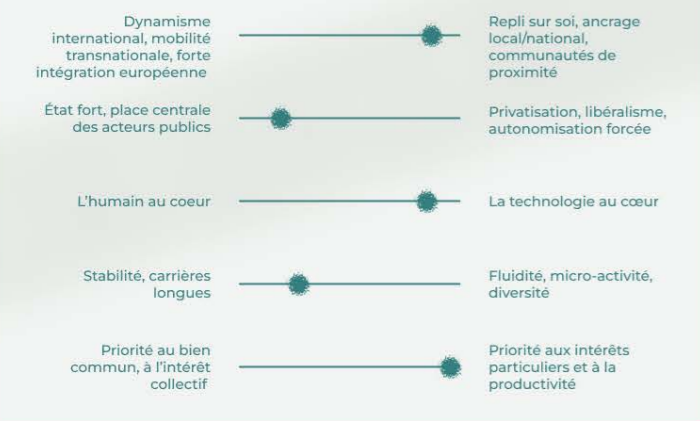 Dynamisme
international, mobilité
transnationale, forte
intégration européenne
Repli sur soi, ancrage
local/national,
communautés de
proximité
État fort, place centrale
des acteurs publics
Privatisation, libéralisme,
autonomisation forcée
L'humain au coeur
La technologie au cœur
Stabilité, carrières
longues
Fluidité, micro-activité,
diversité
Priorité au bien
commun, à l'intérêt
collectif
Priorité aux intérêts
particuliers et à la
productivité